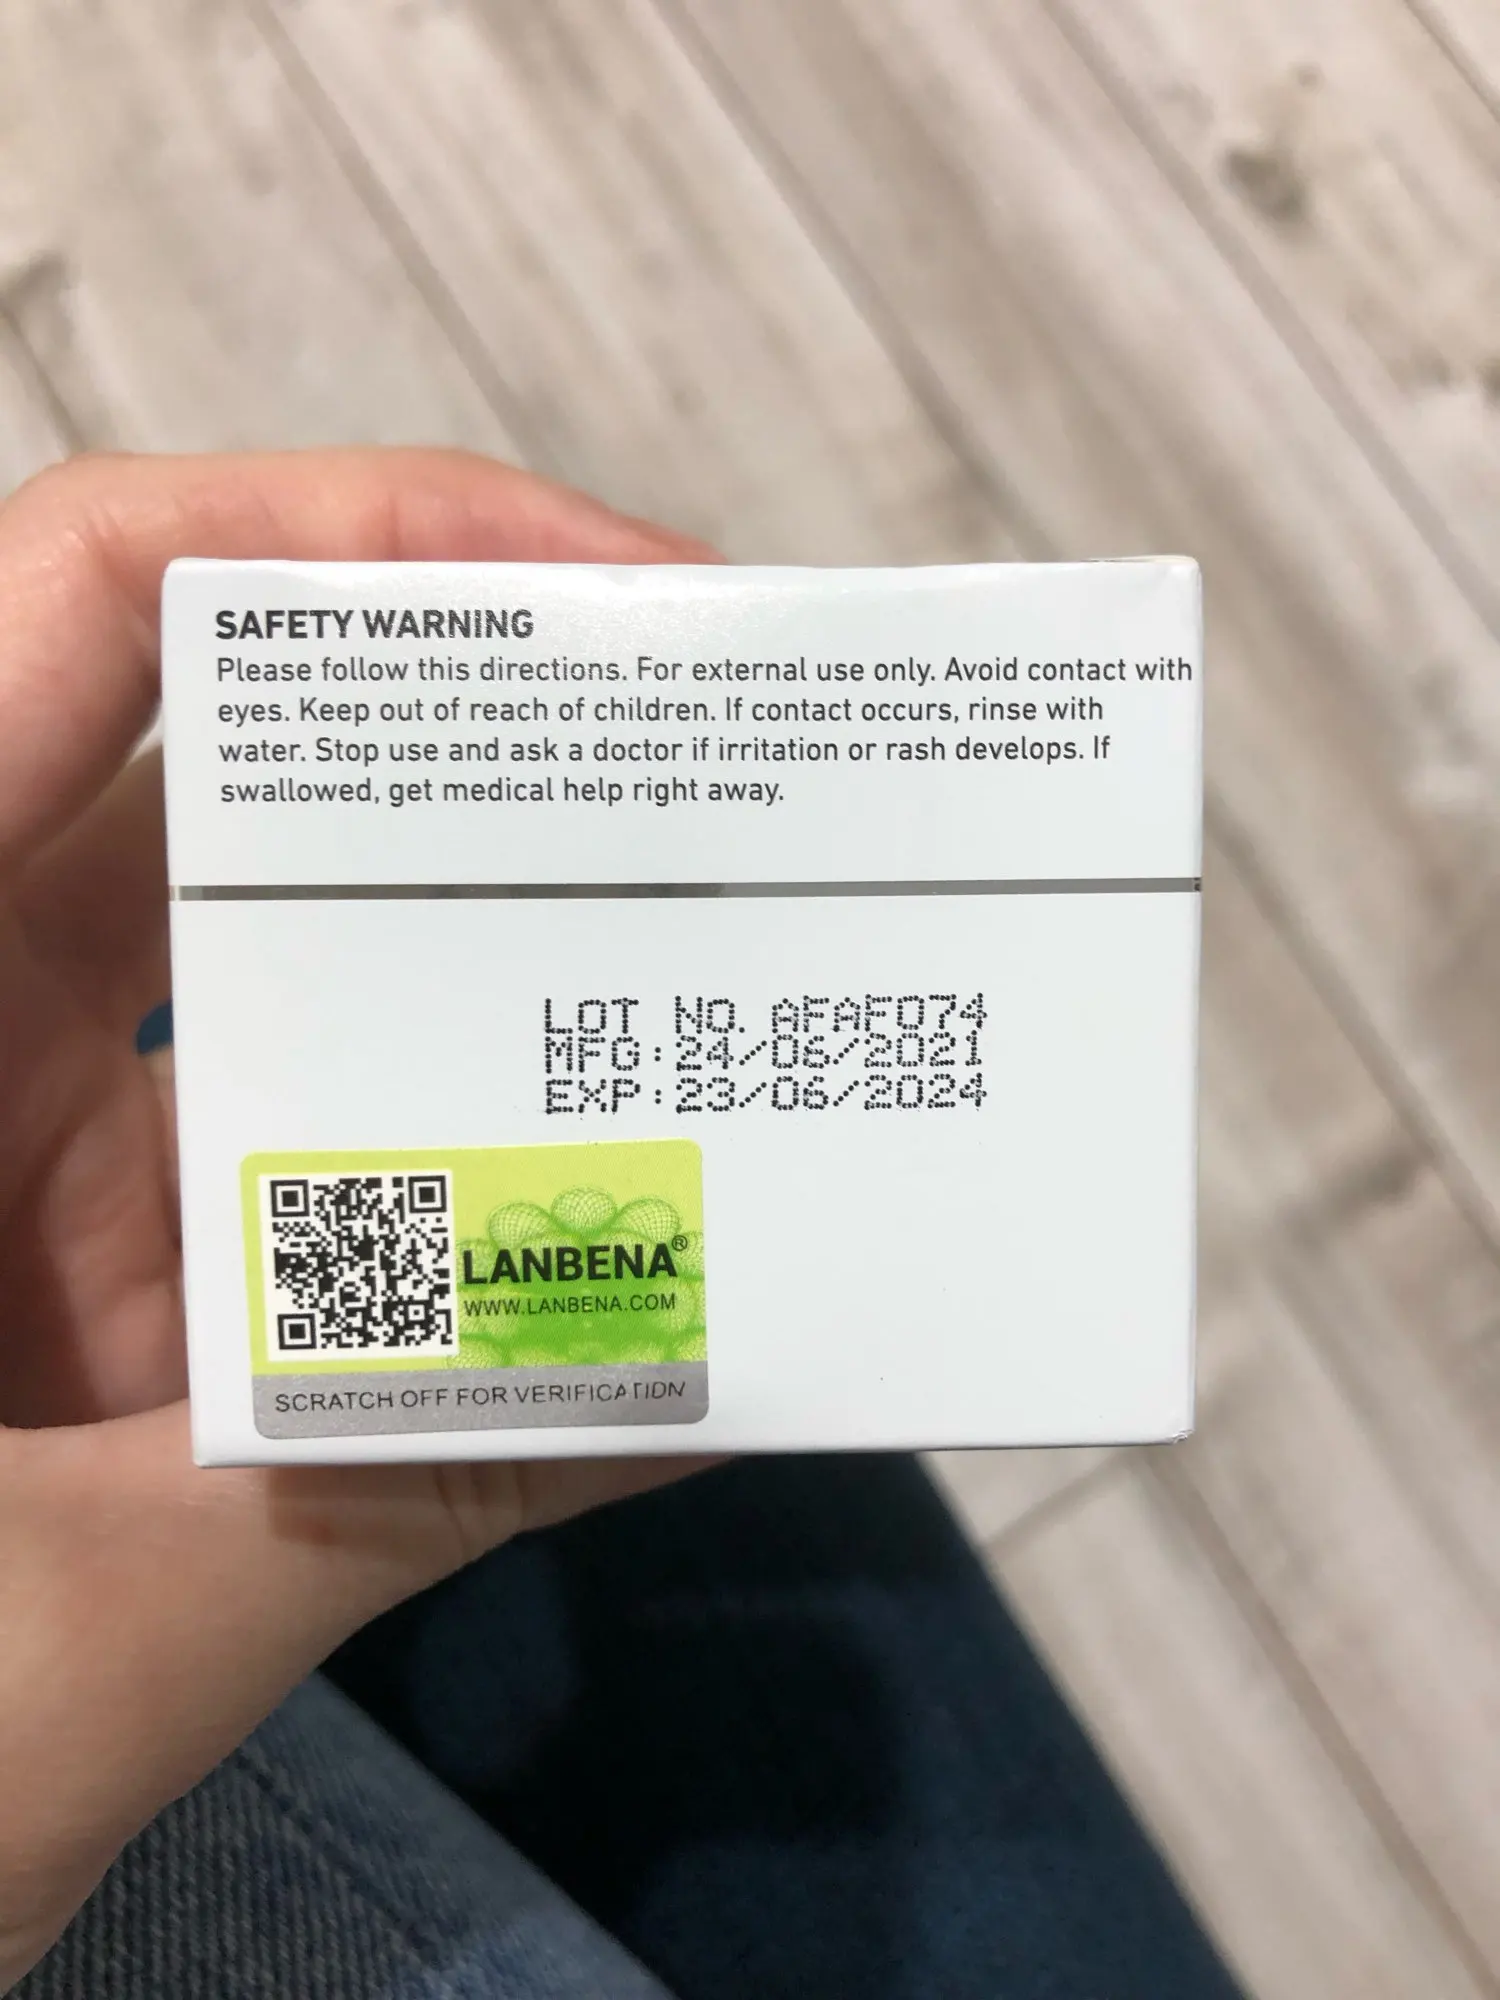 SAFETY WARNING
Please follow this directions. For external use only. Avoid contact with
eyes. Keep out of reach of children. If contact occurs, rinse with
water. Stop use and ask a doctor if irritation or rash develops. If
swallowed, get medical help right away.
LOT NO. AFAF074
MFG:24/06/2021
EXP:23/06/2024
LANBENA®
WWW.LANBENA.COM
SCRATCH OFF FOR VERIFICATION